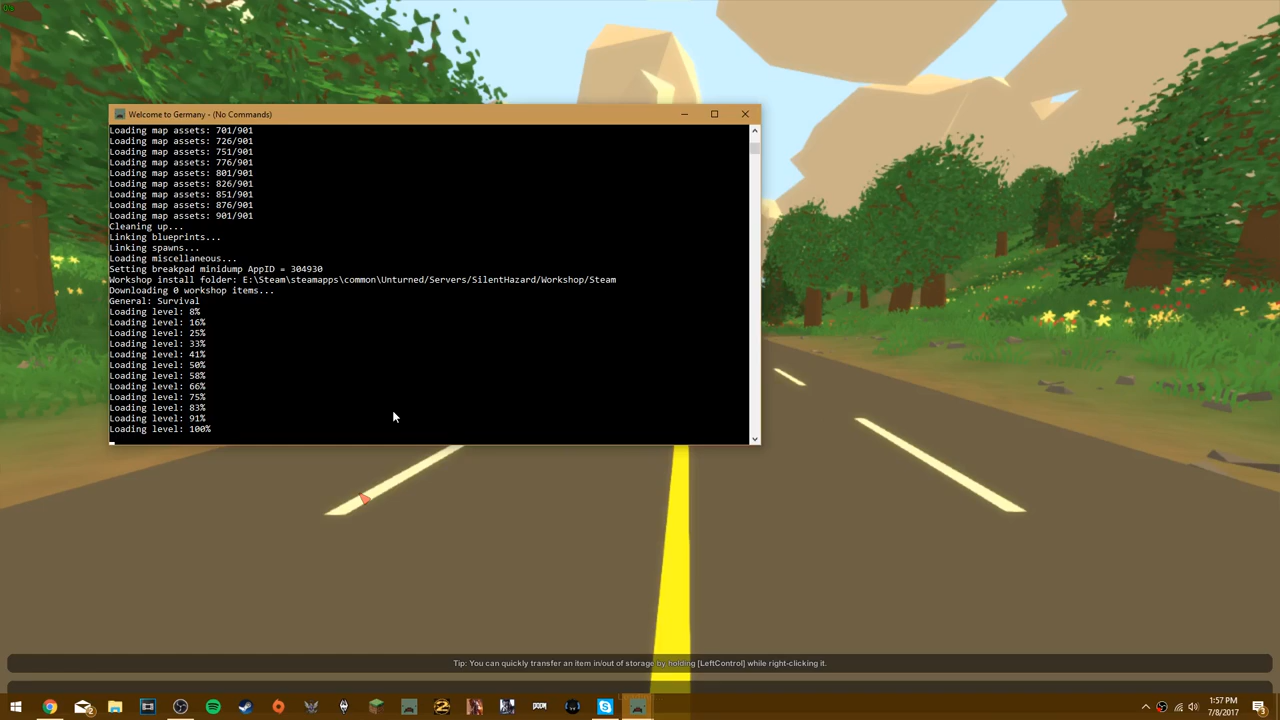 Welcome to Germany - (No Commands)
Loading map assets: 701/901
Loading map assets: 726/901
Loading map assets: 751/901
Loading map assets: 776/901
Loading map assets: 801/901
Loading map assets: 826/901
Loading map assets: 851/901
Loading map assets: 876/901
Loading map assets: 901/901
Cleaning up...
Linking blueprints...
Linking spawns...
Loading miscellaneous...
Setting breakpad minidump AppID = 304930
Workshop install folder: E:\Steam\steamapps\common\Unturned/Servers/SilentHazard/Workshop/Steam
Downloading 0 workshop items...
General: Survival
Loading level: 8%
Loading level: 16%
Loading level: 25%
Loading level: 33%
Loading level: 41%
Loading level: 50%
Loading level: 58%
Loading level: 66%
Loading level: 75%
Loading level: 83%
Loading level: 91%
Loading level: 100%
Tip: You can quickly transfer an item in/out of storage by holding [LeftControl] while right-clicking it.
DOOM
1:57 PM
7/8/2017